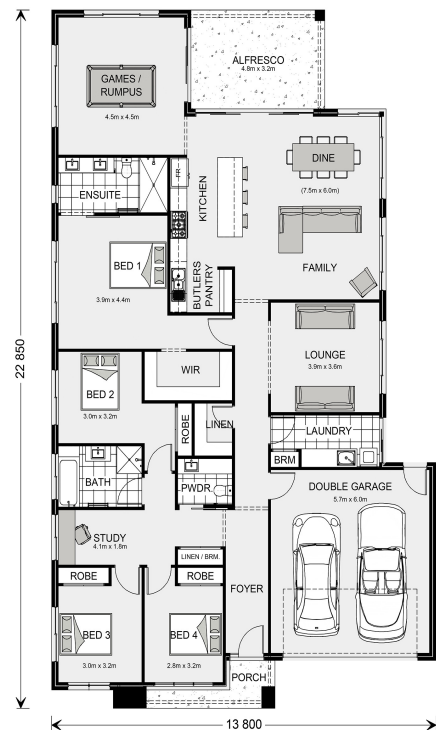 GAMES /
RUMPUS
4.5m x 4.5m
ALFRESCO
4.8m x 3.2m
DINE
(7.5m x 6.0m)
FR.
KITCHEN
ENSUITE
BED 1
3.9m x 4.4m
BUTLERS
PANTRY
FAMILY
LOUNGE
3.9m x 3.6m
WIR
BED 2
3.0m x 3.2m
ROBE
LINEN
LAUNDRY
BRM
BATH
PWDR
DOUBLE GARAGE
5.7m x 6.0m
STUDY
4.1m x 1.8m
LINEN / BRM.
ROBE
ROBE
FOYER
BED 3
3.0m x 3.2m
BED 4
2.8m x 3.2m
PORCH
22 850
13 800